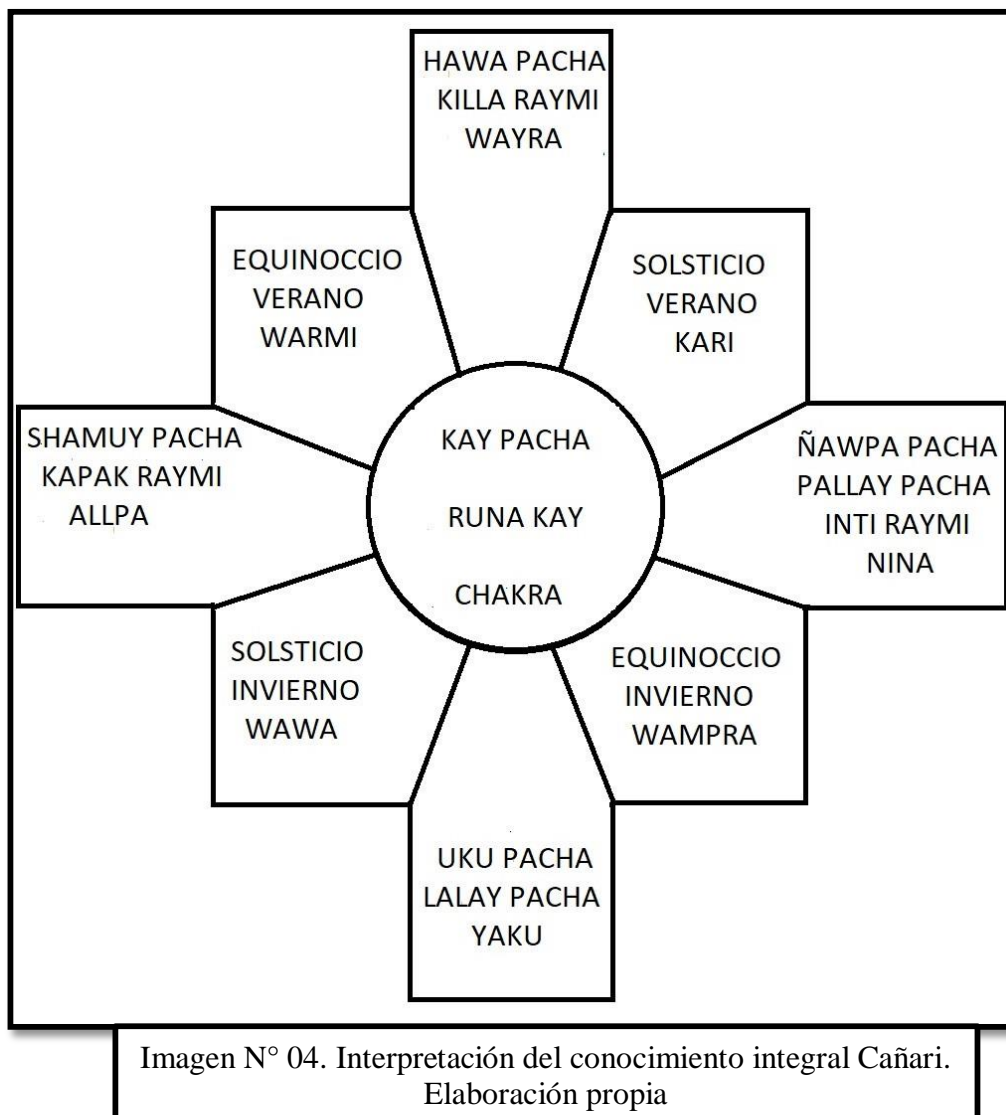 HAWA PACHA
KILLA RAYMI
WAYRA
EQUINOCCIO
VERANO
WARMI
SOLSTICIO
VERANO
KARI
SHAMUY PACHA
KAPAK RAYMI
ALLPA
KAY PACHA
RUNA KAY
CHAKRA
ÑAWPA PACHA
PALLAY PACHA
INTI RAYMI
NINA
SOLSTICIO
INVIERNO
WAWA
EQUINOCCIO
INVIERNO
WAMPRA
UKU PACHA
LALAY PACHA
YAKU
Imagen N° 04. Interpretación del conocimiento integral Cañari.
Elaboración propia